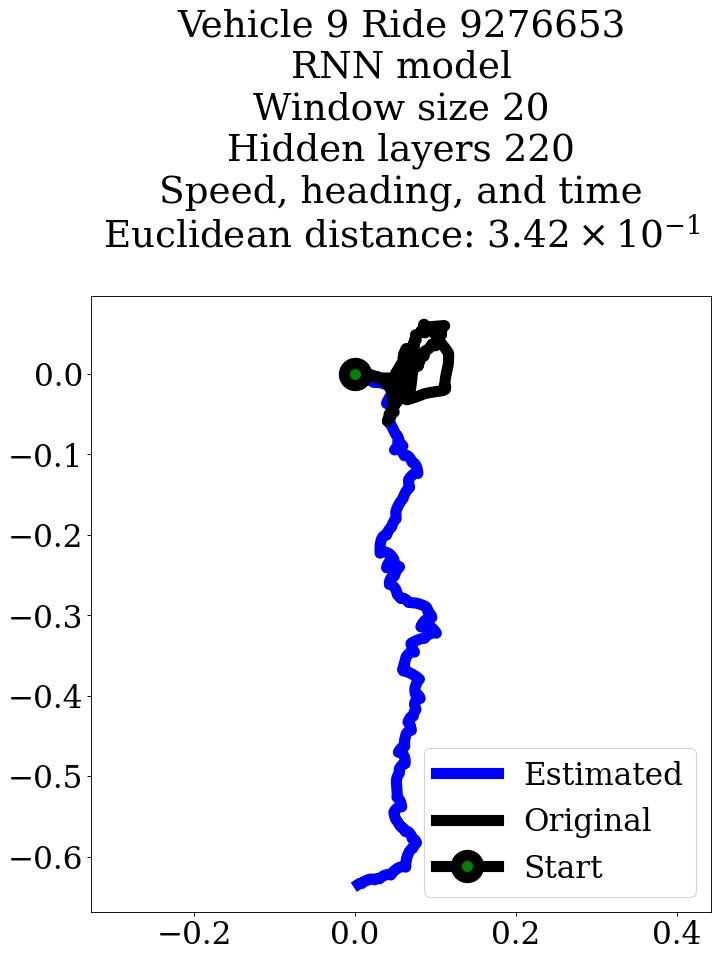 Vehicle 9 Ride 9276653
RNN model
Window size 20
Hidden layers 220
Speed, heading, and time
Euclidean distance: 3.42 × 10⁻¹
0.0
−0.1
−0.2
−0.3
−0.4
−0.5
−0.6
Estimated
Original
Start
−0.2 0.0 0.2 0.4